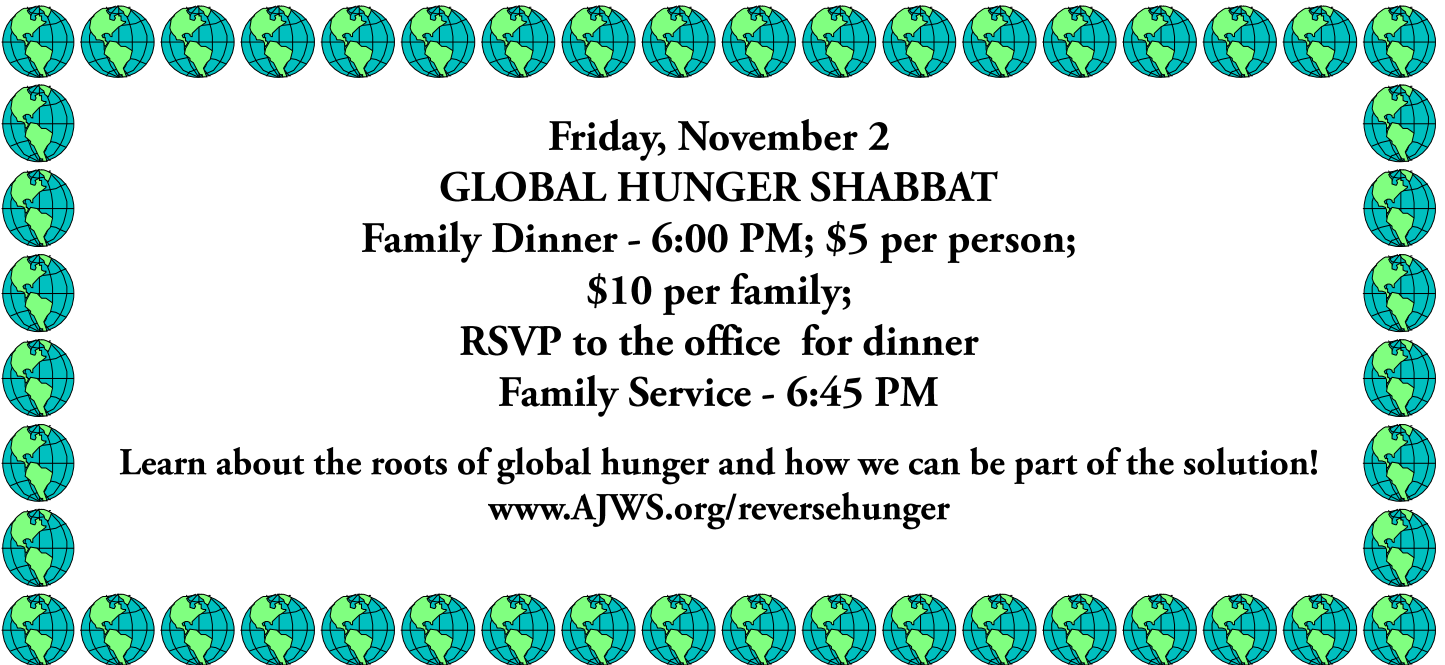 Friday, November 2
GLOBAL HUNGER SHABBAT
Family Dinner - 6:00 PM; $5 per person;
$10 per family;
RSVP to the office  for dinner
Family Service - 6:45 PM
Learn about the roots of global hunger and how we can be part of the solution!
www.AJWS.org/reversehunger